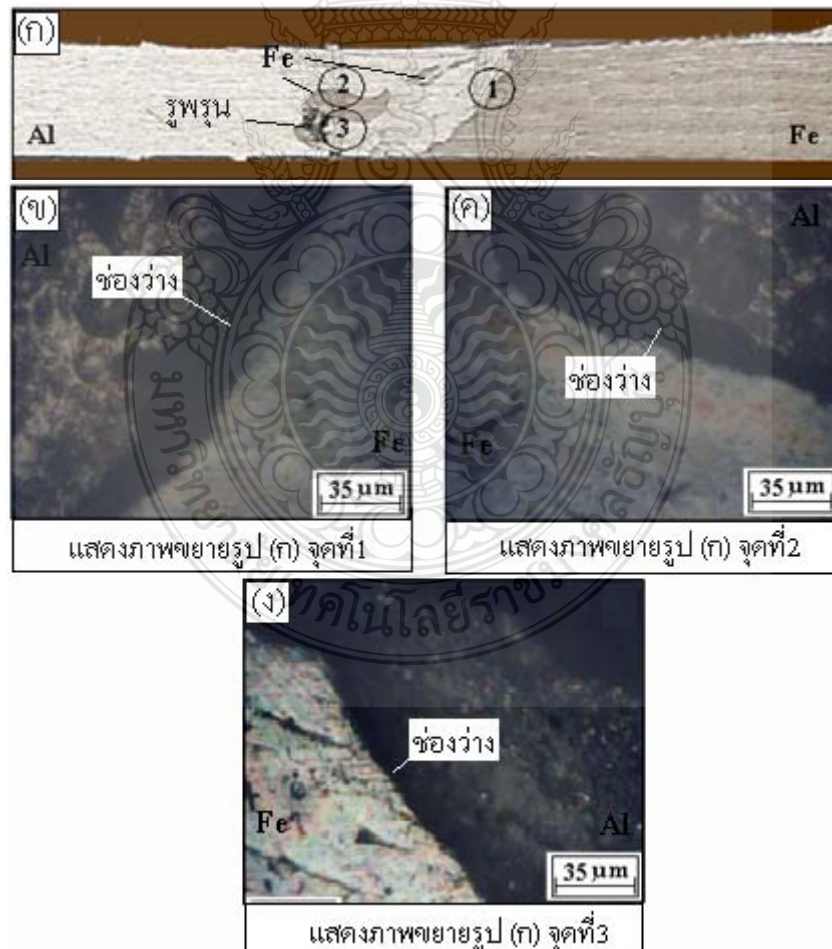 (ก)
Fe
2
1
รูพรุน
3
Al
Fe
(ข)
Al
ช่องว่าง
Fe
35 µm
แสดงภาพขยายรูป (ก) จุดที่1
(ค)
Al
ช่องว่าง
Fe
35 µm
แสดงภาพขยายรูป (ก) จุดที่2
(ง)
ช่องว่าง
Fe
Al
35 µm
แสดงภาพขยายรูป (ก) จุดที่3